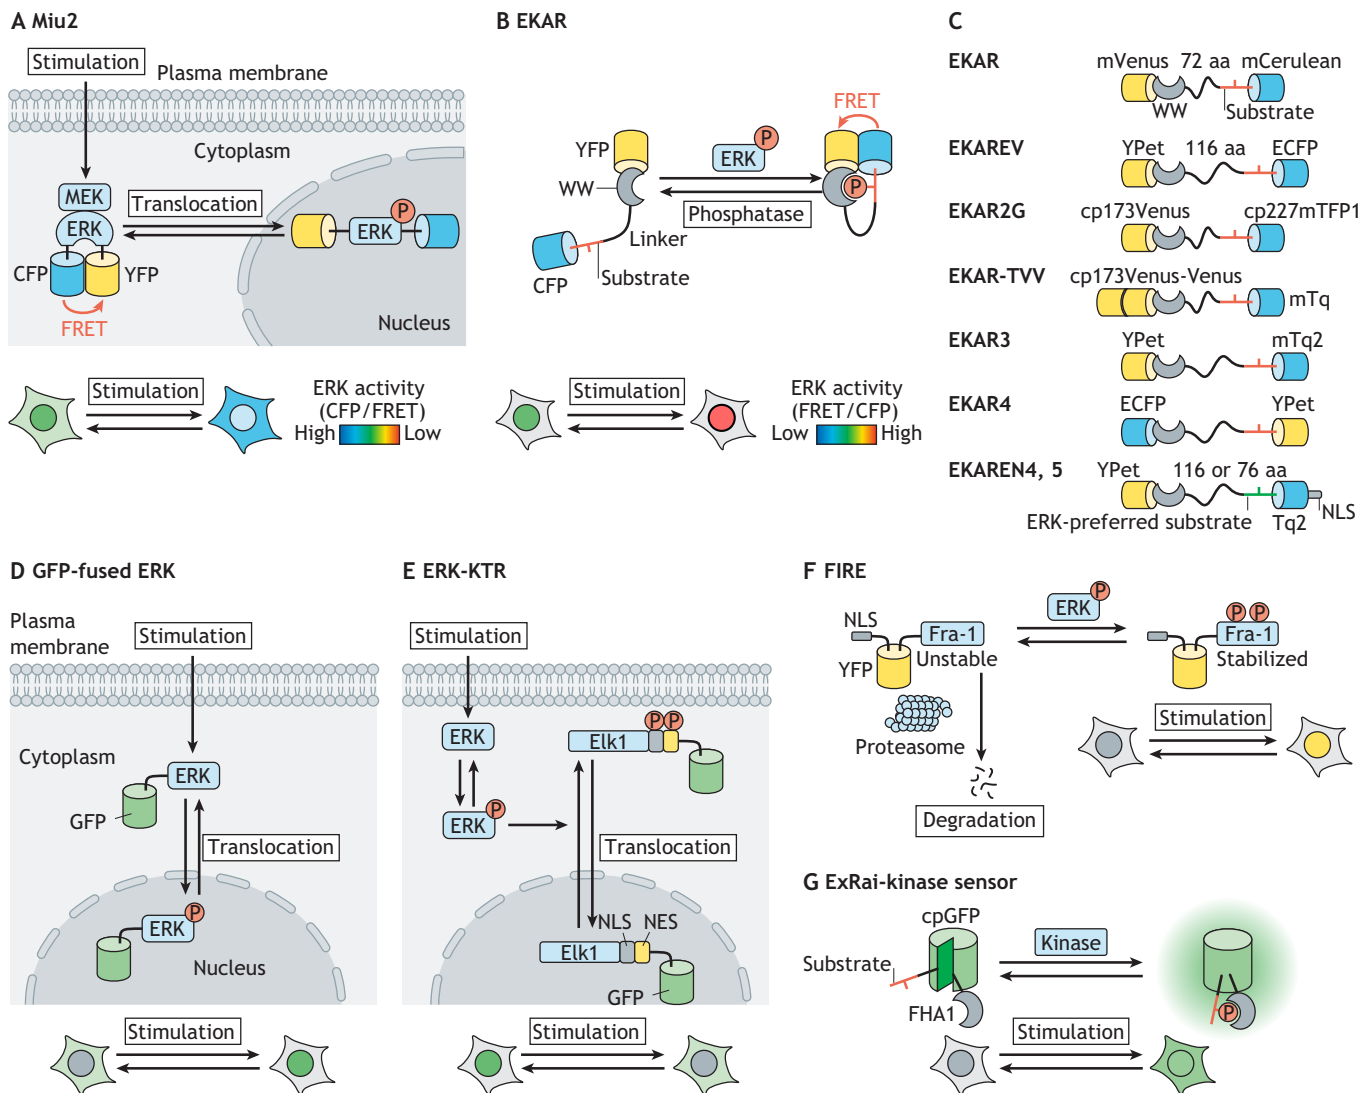 A Miu2
Stimulation
Plasma membrane
Cytoplasm
MEK
ERK
CFP
YFP
FRET
Translocation
P
ERK
Nucleus
Stimulation
ERK activity
(CFP/FRET)
High
Low
B EKAR
YFP
WW
CFP
Linker
Substrate
P
ERK
Phosphatase
FRET
P
Stimulation
ERK activity
(FRET/CFP)
Low
High
C
EKAR
mVenus 72 aa mCerulean
WW
Substrate
EKAREV
YPet 116 aa ECFP
EKAR2G
cp173Venus cp227mTFP1
EKAR-TVV
cp173Venus-Venus
mTq
EKAR3
YPet mTq2
EKAR4
ECFP YPet
EKAREN4, 5
YPet 116 or 76 aa
ERK-preferred substrate Tq2 NLS
D GFP-fused ERK
Plasma
membrane
Stimulation
Cytoplasm
ERK
GFP
Translocation
P
ERK
Nucleus
Stimulation
E ERK-KTR
Stimulation
ERK
P
ERK
P P
Elk1
Translocation
NLS NES
Elk1
GFP
Stimulation
F FIRE
NLS
Fra-1
YFP
Unstable
Proteasome
Degradation
P
ERK
P P
Fra-1
Stabilized
Stimulation
G ExRai-kinase sensor
cpGFP
Substrate
FHA1
Kinase
P
Stimulation